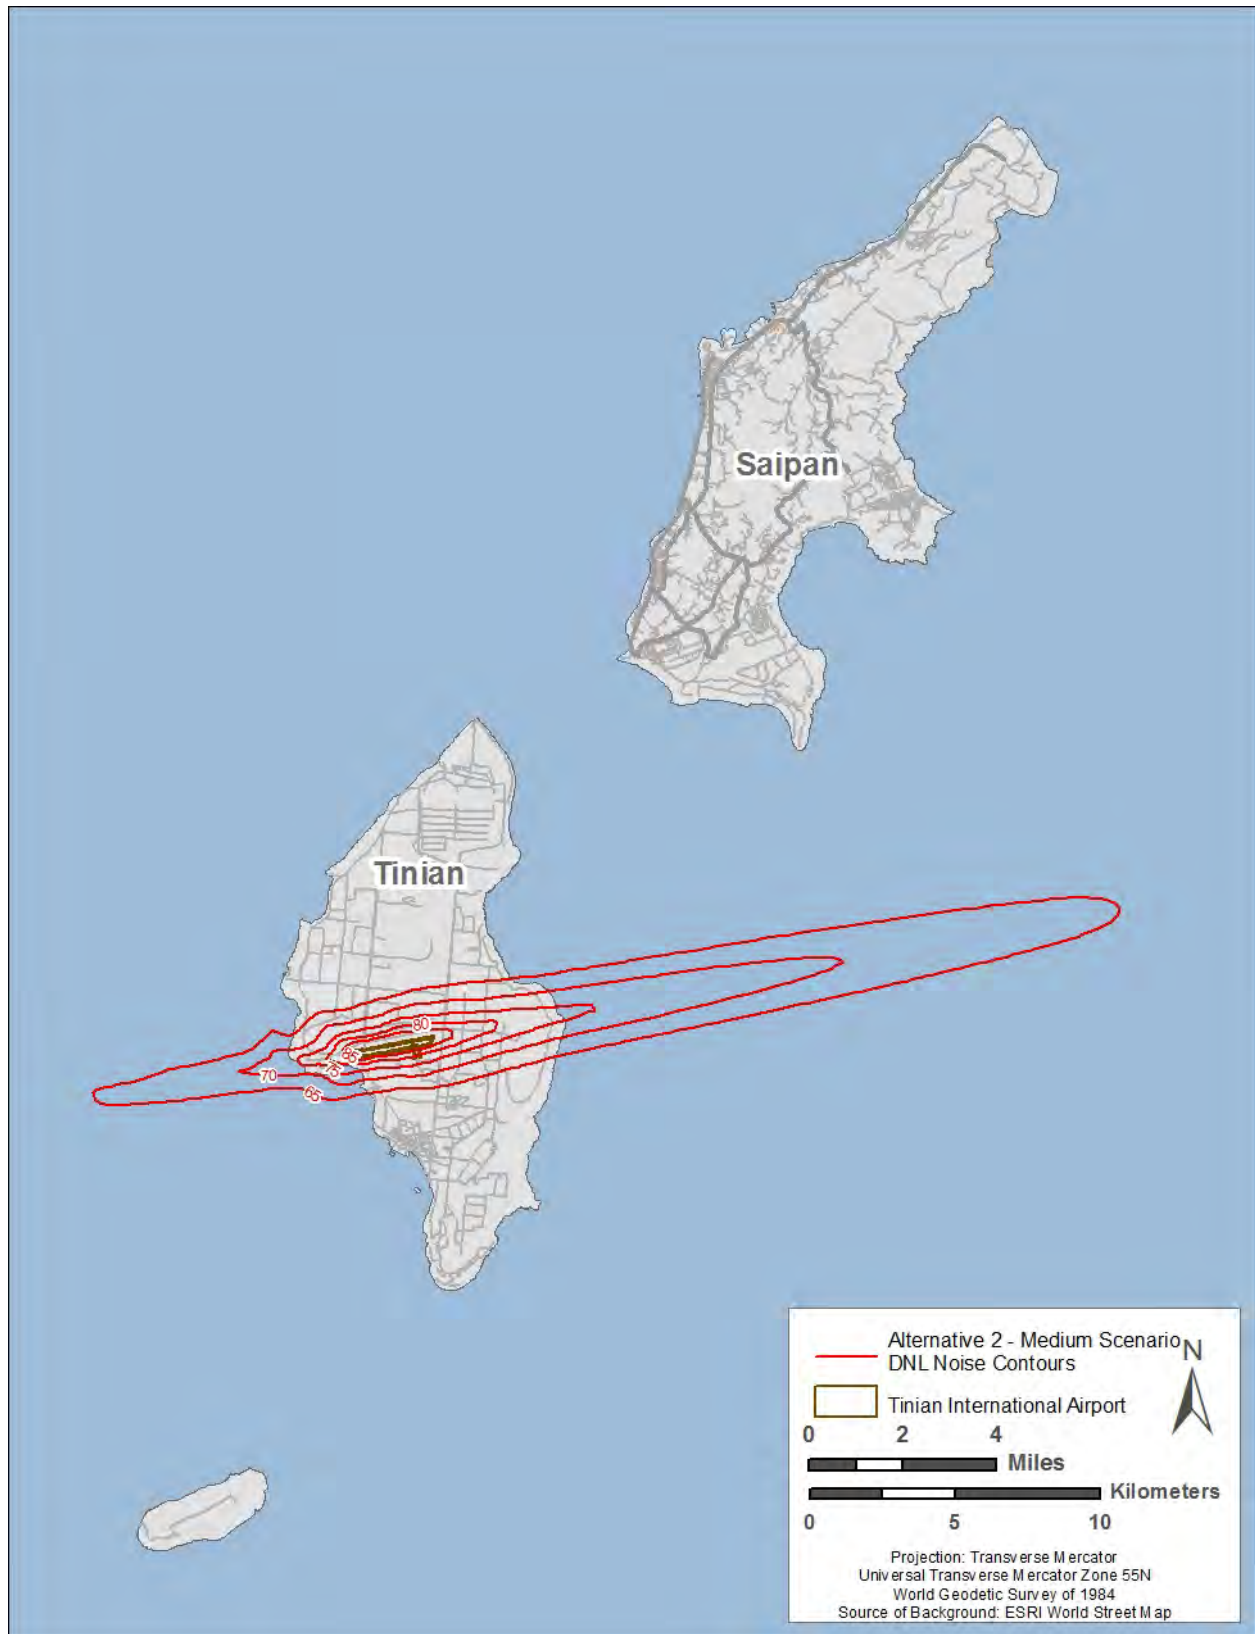 Saipan
Tinian
80
85
75
70
65
Alternative 2 - Medium Scenario
DNL Noise Contours
N
Tinian International Airport
0 2 4
Miles
Kilometers
0 5 10
Projection: Transverse Mercator
Universal Transverse Mercator Zone 55N
World Geodetic Survey of 1984
Source of Background: ESRI World Street Map